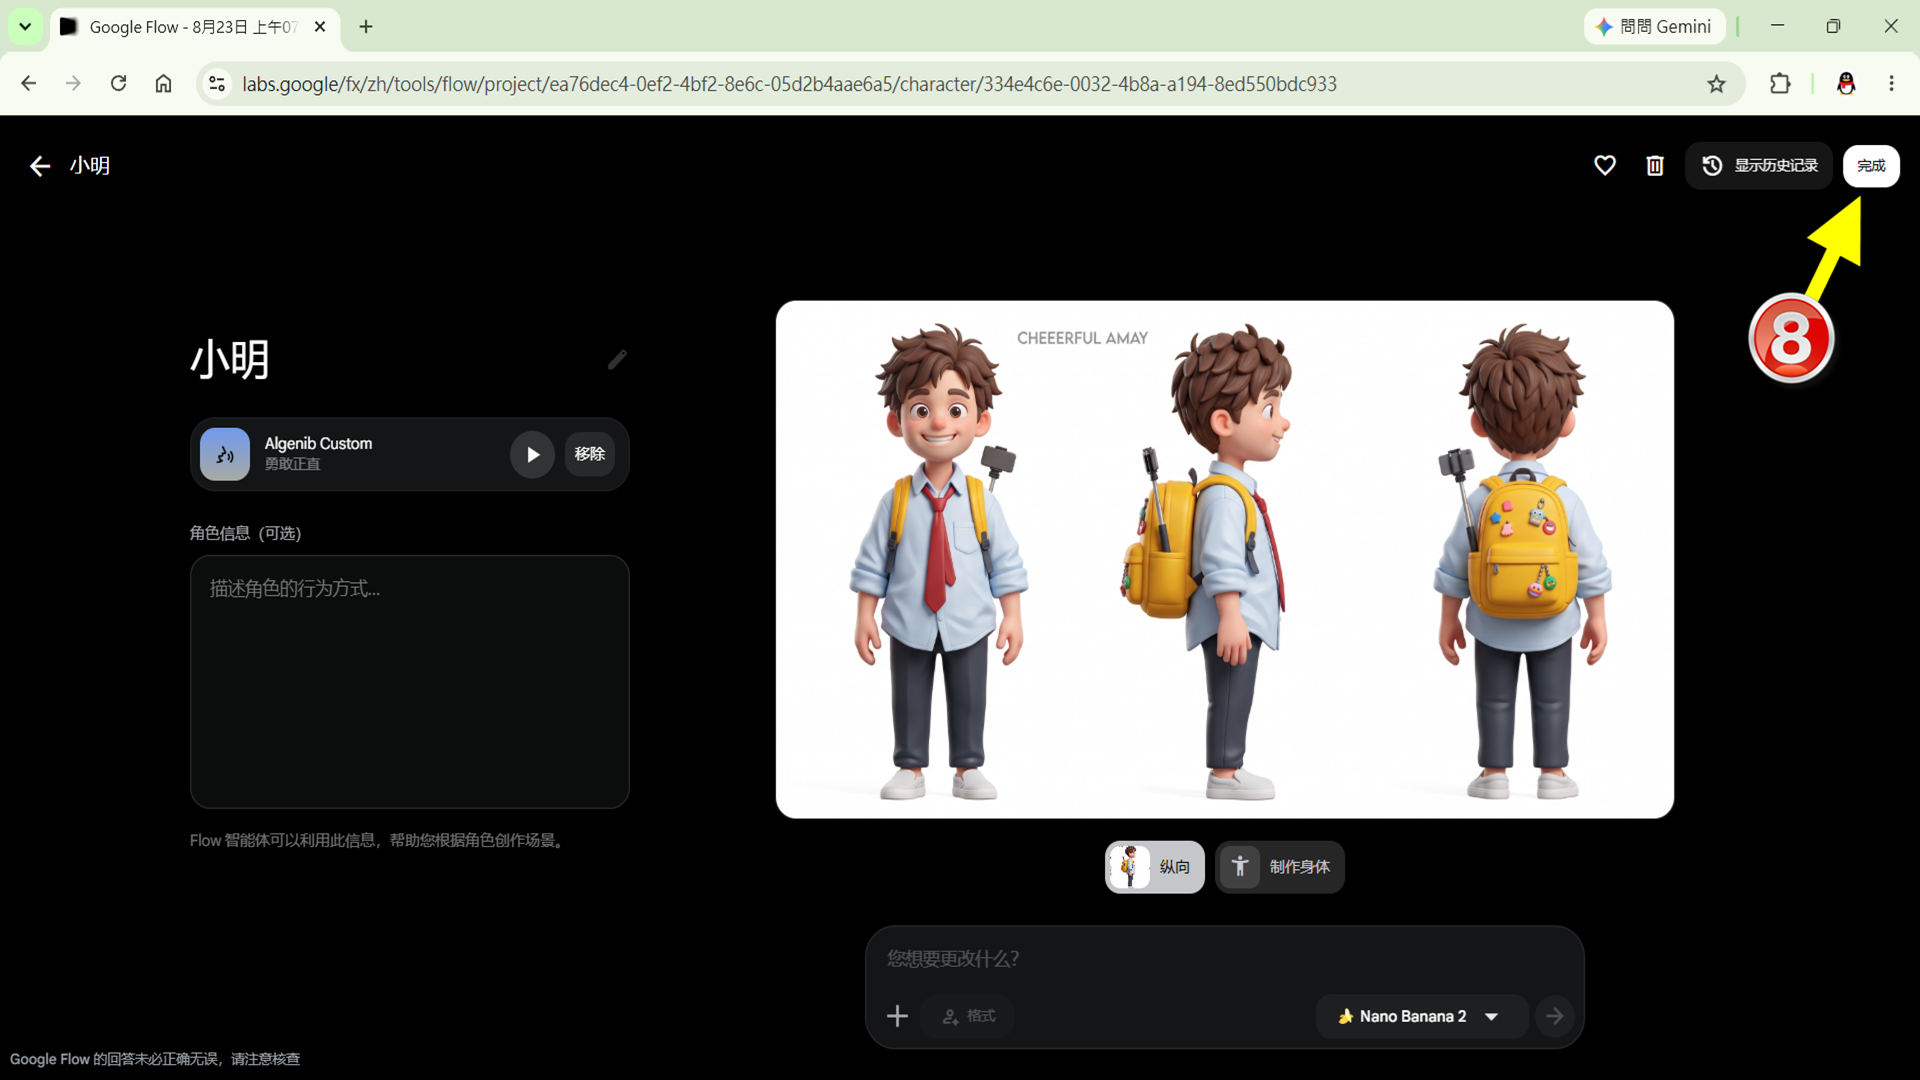 Google Flow - 8月23日 上午07
問問 Gemini
labs.google/fx/zh/tools/flow/project/ea76dec4-0ef2-4bf2-8e6c-05d2b4aae6a5/character/334e4c6e-0032-4b8a-a194-8ed550bdc933
小明
显示历史记录
完成
8
小明
CHEEERFUL AMAY
Algenib Custom
勇敢正直
移除
角色信息（可选）
描述角色的行为方式...
Flow 智能体可以利用此信息，帮助您根据角色创作场景。
纵向
制作身体
您想要更改什么？
格式
Nano Banana 2
Google Flow 的回答未必正确无误，请注意核查